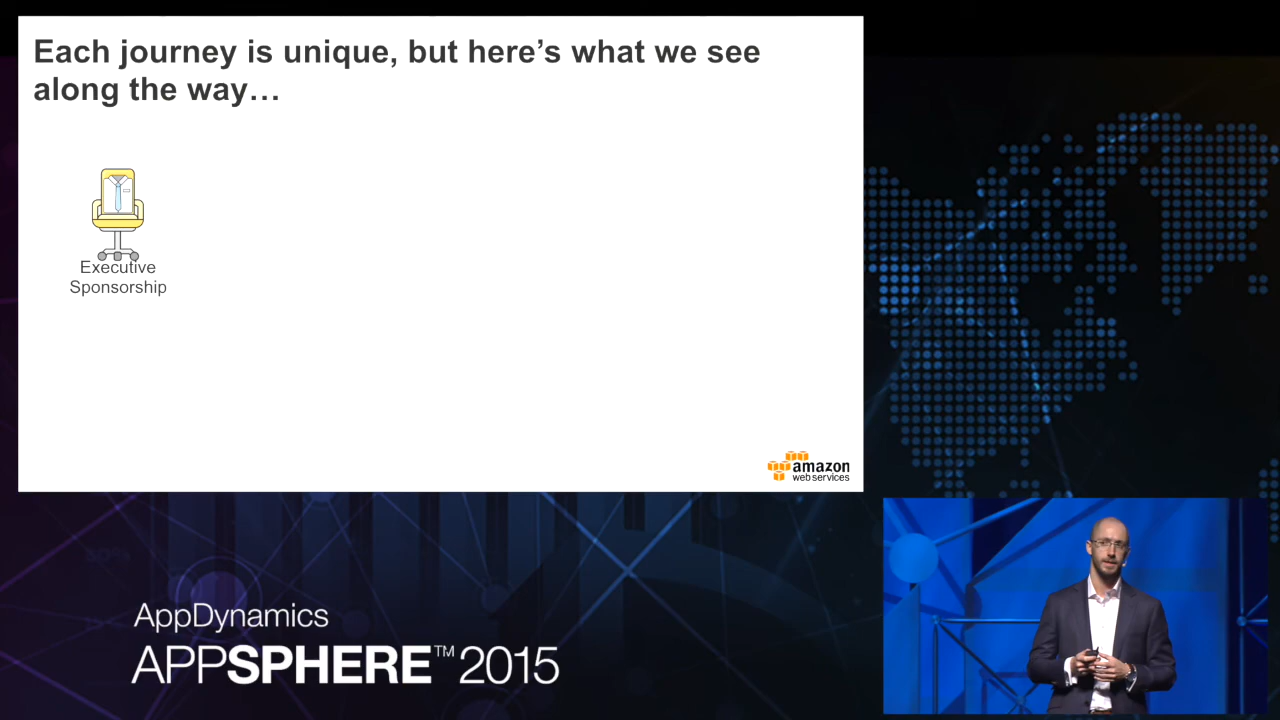 Each journey is unique, but here's what we see
along the way…
Executive
Sponsorship
amazon
web services
AppDynamics
APPSPHERE™ 2015